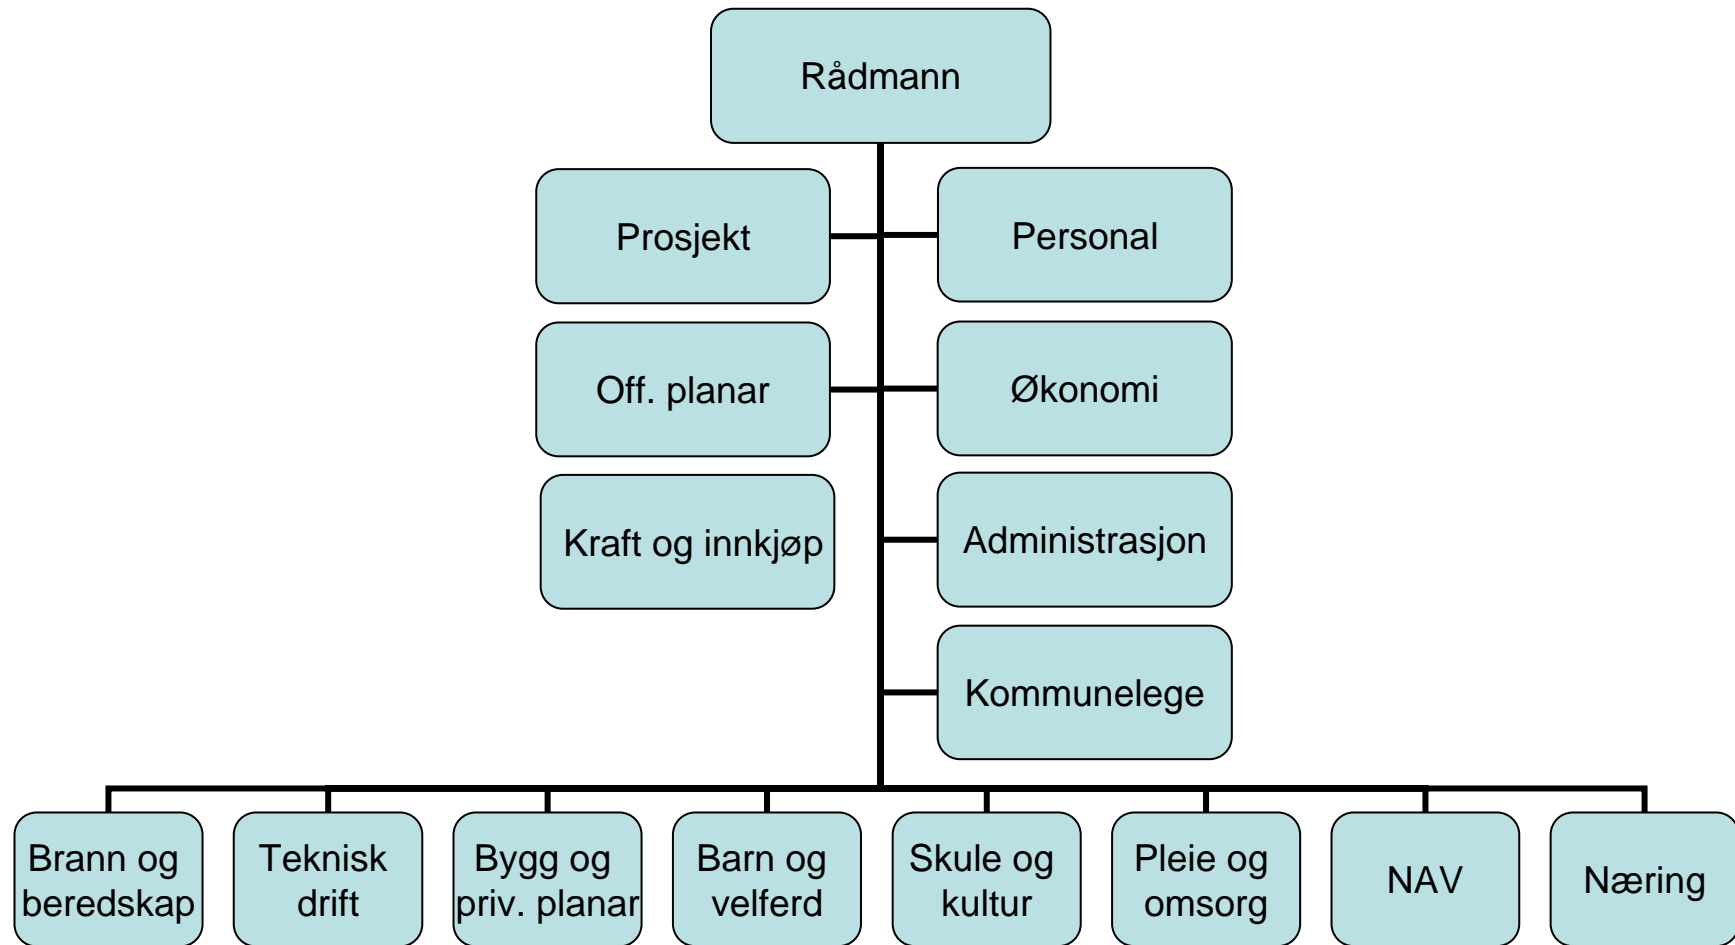 Rådmann
Prosjekt
Personal
Off. planar
Økonomi
Kraft og innkjøp
Administrasjon
Kommunelege
Brann og
beredskap
Teknisk
drift
Bygg og
priv. planar
Barn og
velferd
Skule og
kultur
Pleie og
omsorg
NAV
Næring